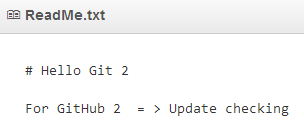 ReadMe.txt
# Hello Git 2
For GitHub 2 = > Update checking